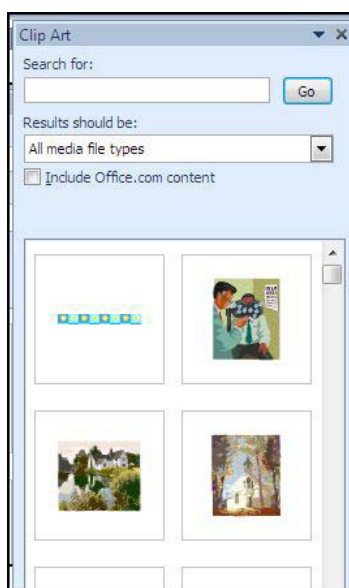 Clip Art
Search for:
Go
Results should be:
All media file types
Include Office.com content